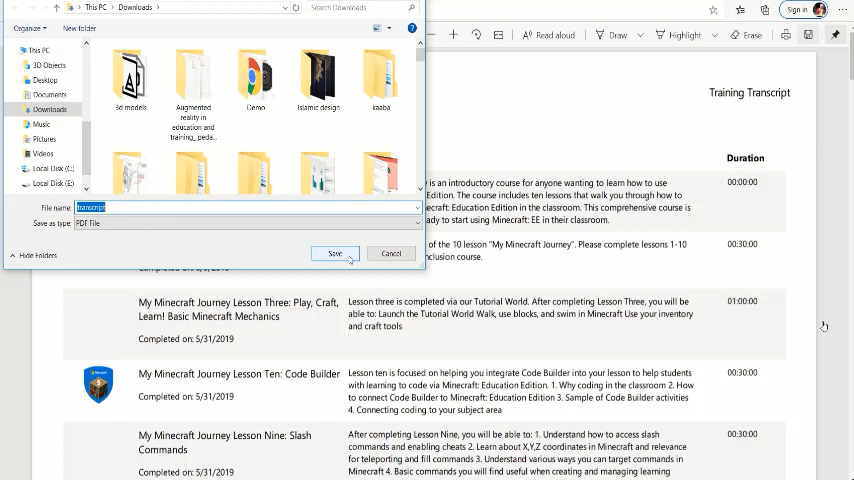 This PC > Downloads
Search Downloads
Sign in
Organize
New folder
Read aloud
Draw
Highlight
Erase
This PC
3D Objects
Desktop
Documents
Downloads
Music
Pictures
Videos
Local Disk (C:)
Local Disk (E:)
3d models
Augmented
reality in
education and
training_ peda...
Demo
Islamic design
kaaba
File name: transcript
Save as type: PDF File
Hide Folders
Save
Cancel
Training Transcript
Duration
y is an introductory course for anyone wanting to learn how to use
Edition. The course includes ten lessons that walk you through how to
ecraft: Education Edition in the classroom. This comprehensive course is
y to start using Minecraft: EE in their classroom.
00:00:00
of the 10 lesson "My Minecraft Journey". Please complete lessons 1-10
nclusion course.
00:30:00
My Minecraft Journey Lesson Three: Play, Craft,
Learn! Basic Minecraft Mechanics
Completed on: 5/31/2019
Lesson three is completed via our Tutorial World. After completing Lesson Three, you will be
able to: Launch the Tutorial World Walk, use blocks, and swim in Minecraft Use your inventory
and craft tools
01:00:00
My Minecraft Journey Lesson Ten: Code Builder
Completed on: 5/31/2019
Lesson ten is focused on helping you integrate Code Builder into your lesson to help students
with learning to code via Minecraft: Education Edition. 1. Why coding in the classroom 2. How
to connect Code Builder to Minecraft: Education Edition 3. Sample of Code Builder activities
4. Connecting coding to your subject area
00:30:00
My Minecraft Journey Lesson Nine: Slash
Commands
Completed on: 5/31/2019
After completing Lesson Nine, you will be able to: 1. Understand how to access slash
commands and enabling cheats 2. Learn about X,Y,Z coordinates in Minecraft and relevance
for teleporting and fill commands 3. Understand various ways you can target commands in
Minecraft 4. Basic commands you will find useful when creating and managing learning
00:30:00